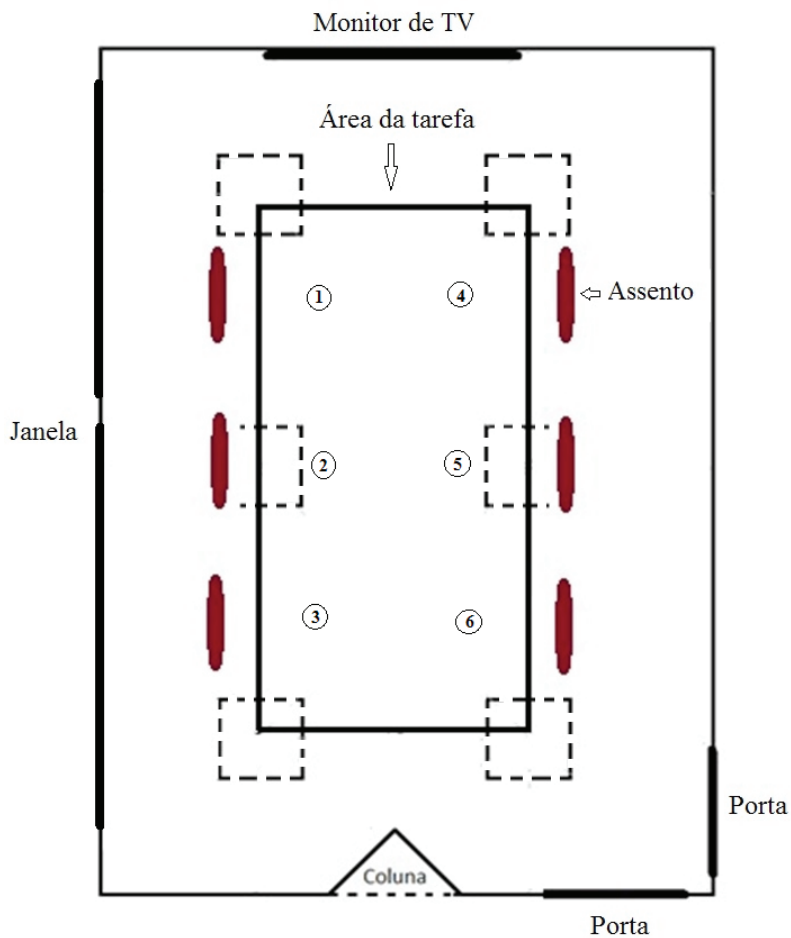 Monitor de TV
Área da tarefa
1
4
Assento
Janela
2
5
3
6
Porta
Coluna
Porta